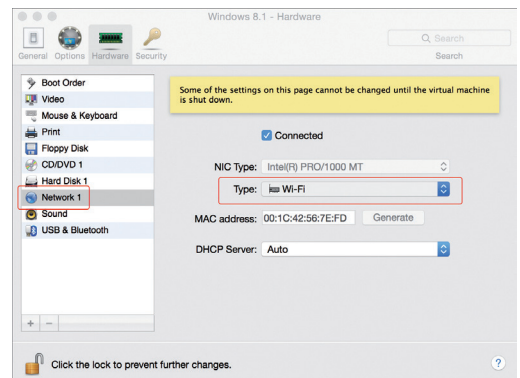 Windows 8.1 - Hardware
Search
General Options Hardware Security Search
Boot Order
Video
Mouse & Keyboard
Print
Floppy Disk
CD/DVD 1
Hard Disk 1
Network 1
Sound
USB & Bluetooth
+ -
Some of the settings on this page cannot be changed until the virtual machine
is shut down.
Connected
NIC Type: Intel(R) PRO/1000 MT
Type: Wi-Fi
MAC address: 00:1C:42:56:7E:FD Generate
DHCP Server: Auto
Click the lock to prevent further changes. ?